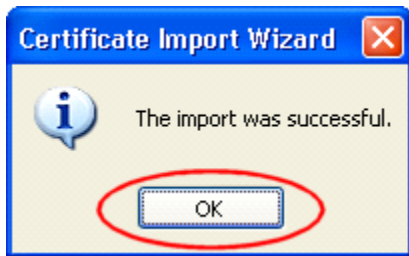 Certificate Import Wizard
The import was successful.
OK